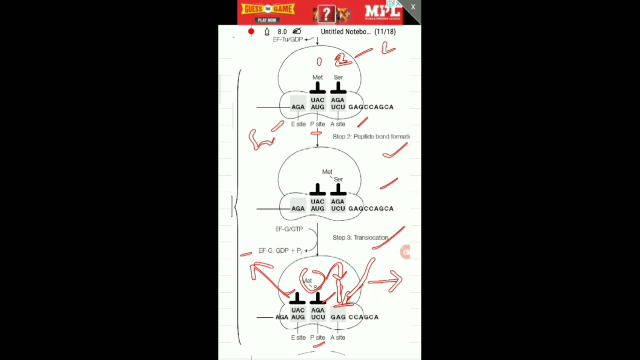 GUESS THE GAME
PLAY NOW
?
MPL
X
8.0 Untitled Notebo... (11/18)
EF-Tu/GDP
Met Ser
UAC AGA
AGA AUG UCU GAGCCAGCA
E site P site A site
Step 2: Peptide bond formati
Met
Ser
UAC AGA
AGA AUG UCU GAGCCAGCA
EF-G/GTP
Step 3: Translocation
EF-G. GDP + Pi
Met
UAC AGA
AGA AUG UCU GAG CCAGCA
E site P site A site